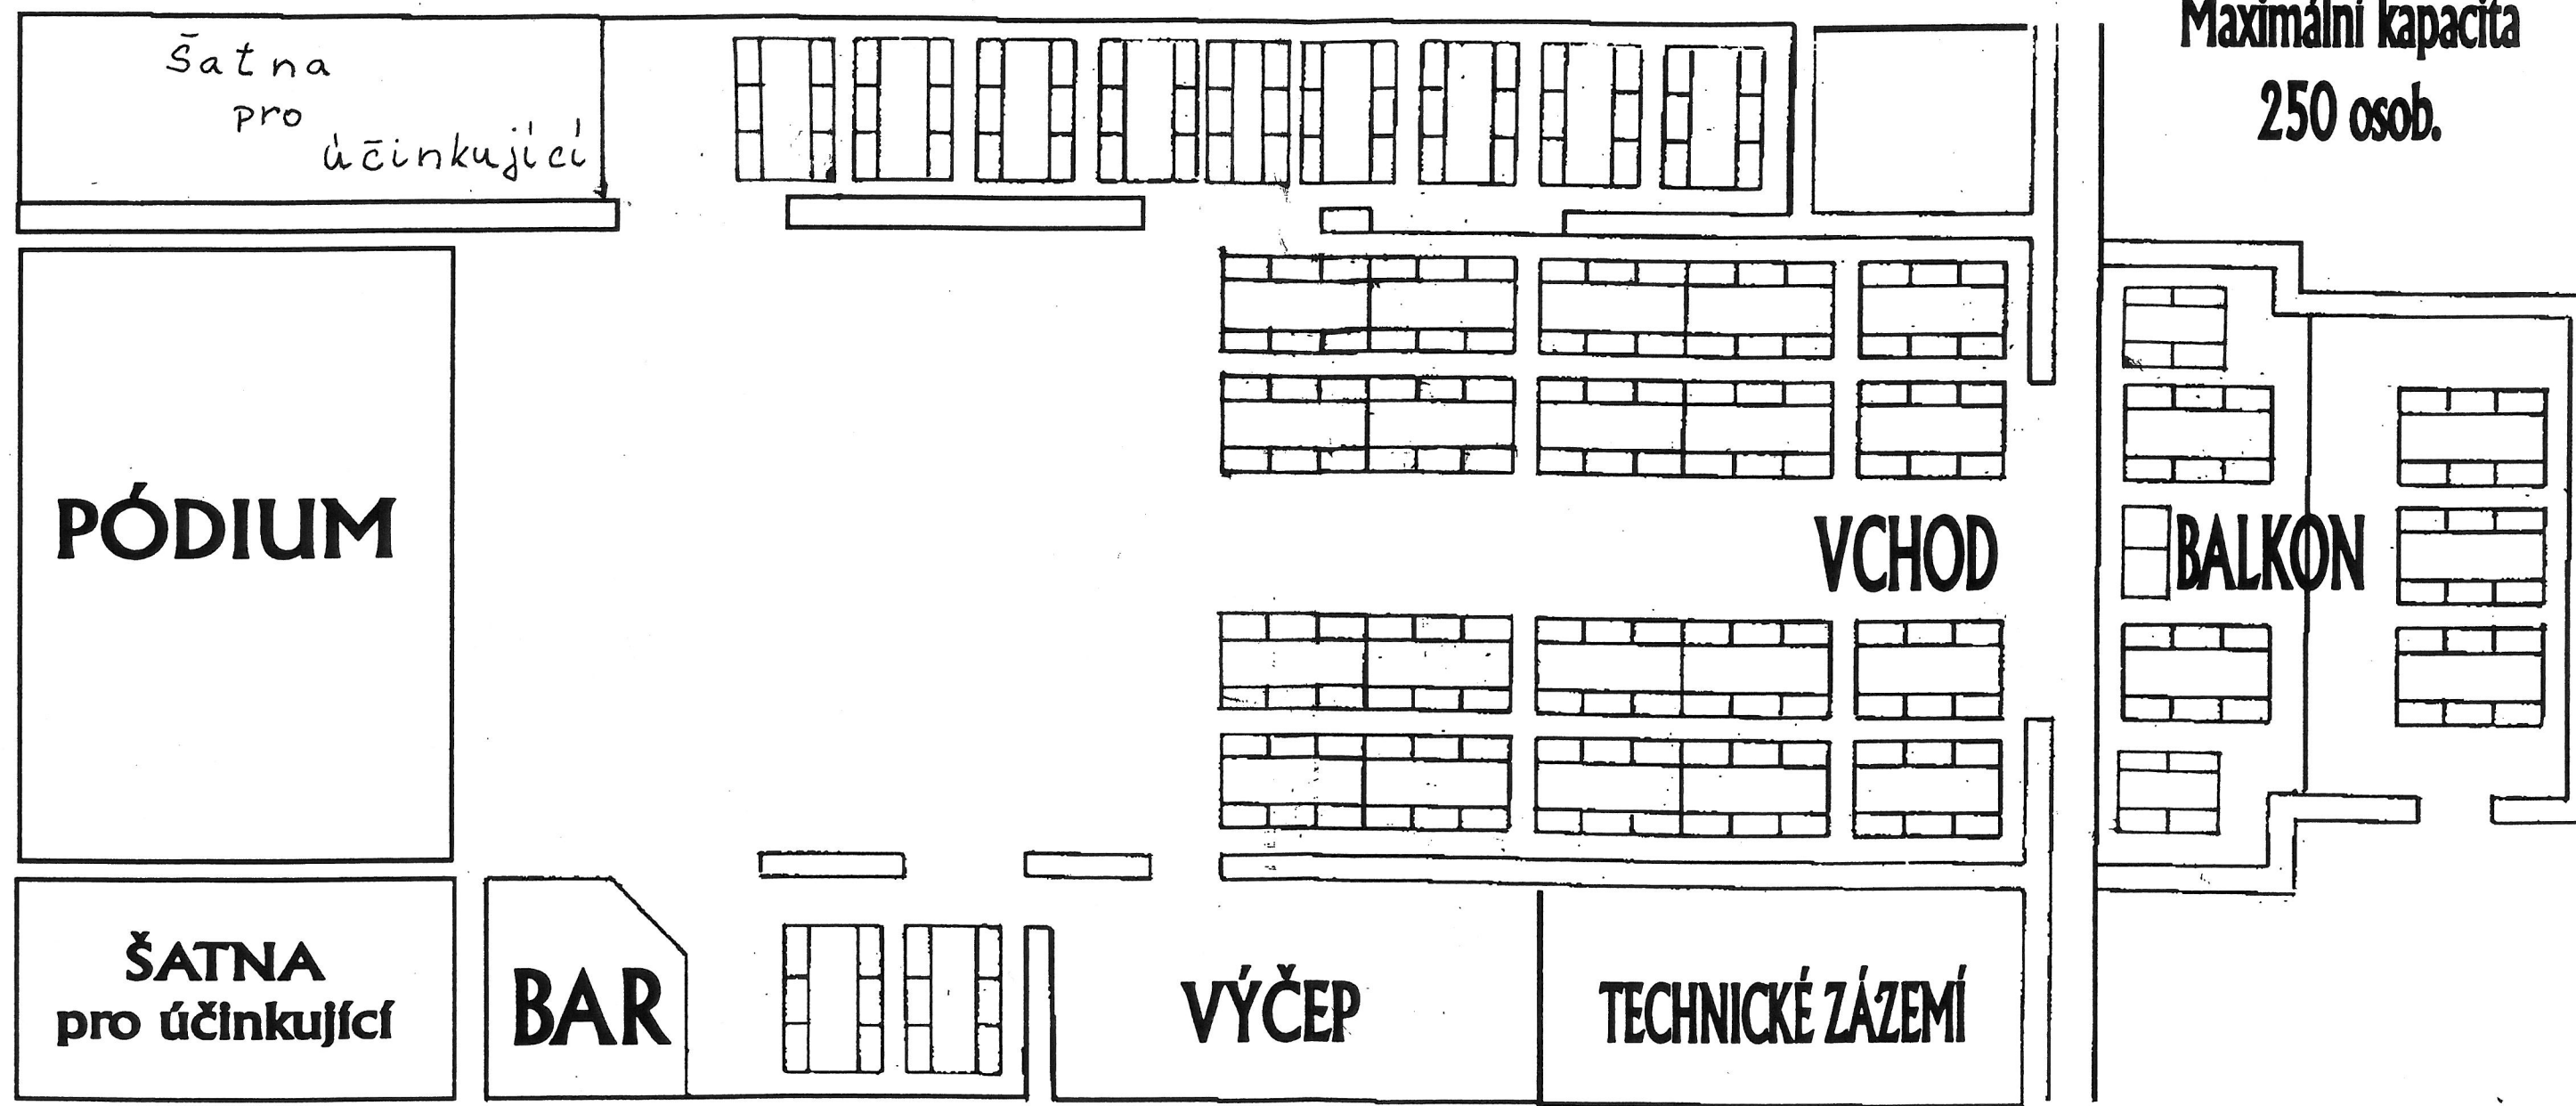 Šatna
pro
účinkující
Maximální kapacita
250 osob.
PÓDIUM
VCHOD
BALKON
ŠATNA
pro účinkující
BAR
VÝČEP
TECHNICKÉ ZÁZEMÍ